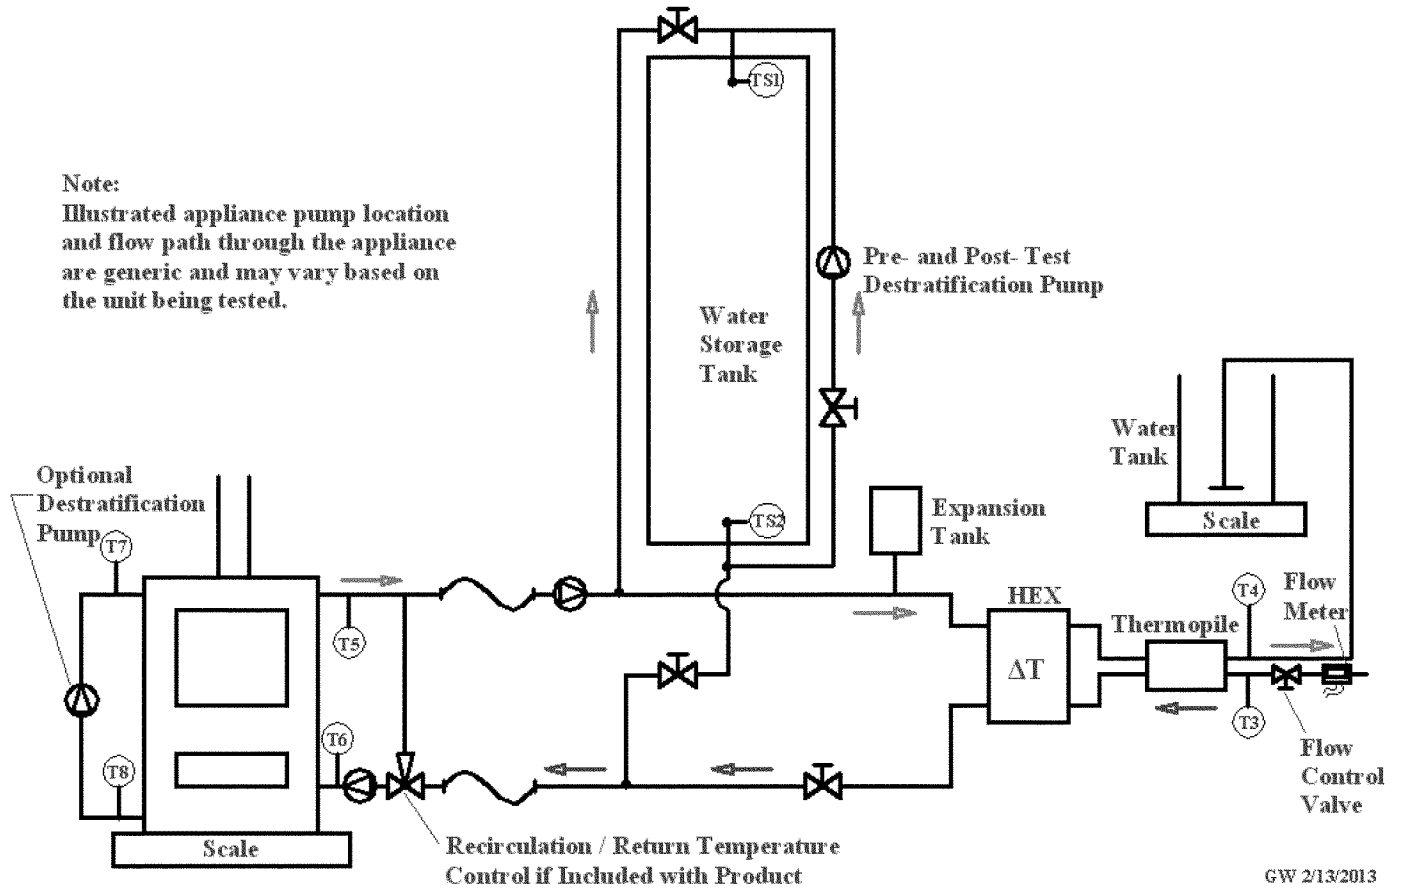 TS1
Note:
Illustrated appliance pump location
and flow path through the appliance
are generic and may vary based on
the unit being tested.
Pre- and Post- Test
Destratification Pump
Water
Storage
Tank
Water
Tank
Scale
Optional
Destratification
Pump
T7
TS2
Expansion
Tank
T5
HEX
ΔT
Thermopile
T4
Flow
Meter
T3
T6
T8
Flow
Control
Valve
Scale
Recirculation / Return Temperature
Control if Included with Product
GW 2/13/2013